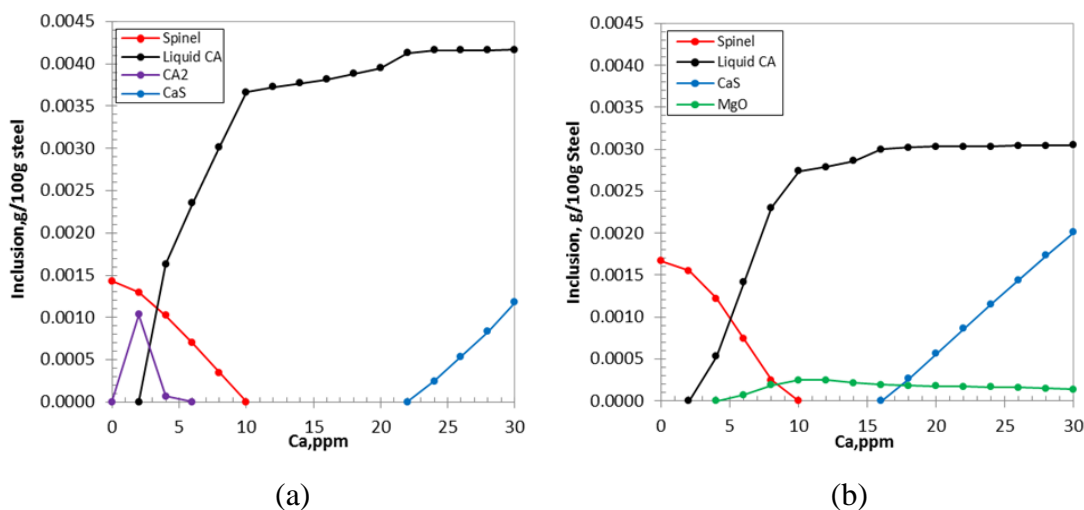 0.0045
0.0040
0.0035
0.0030
0.0025
0.0020
0.0015
0.0010
0.0005
0.0000
Inclusion,g/100g steel
Spinel
Liquid CA
CA2
CaS
0 5 10 15 20 25 30
Ca,ppm
(a)
0.0045
0.0040
0.0035
0.0030
0.0025
0.0020
0.0015
0.0010
0.0005
0.0000
Inclusion, g/100g Steel
Spinel
Liquid CA
CaS
MgO
0 5 10 15 20 25 30
Ca,ppm
(b)